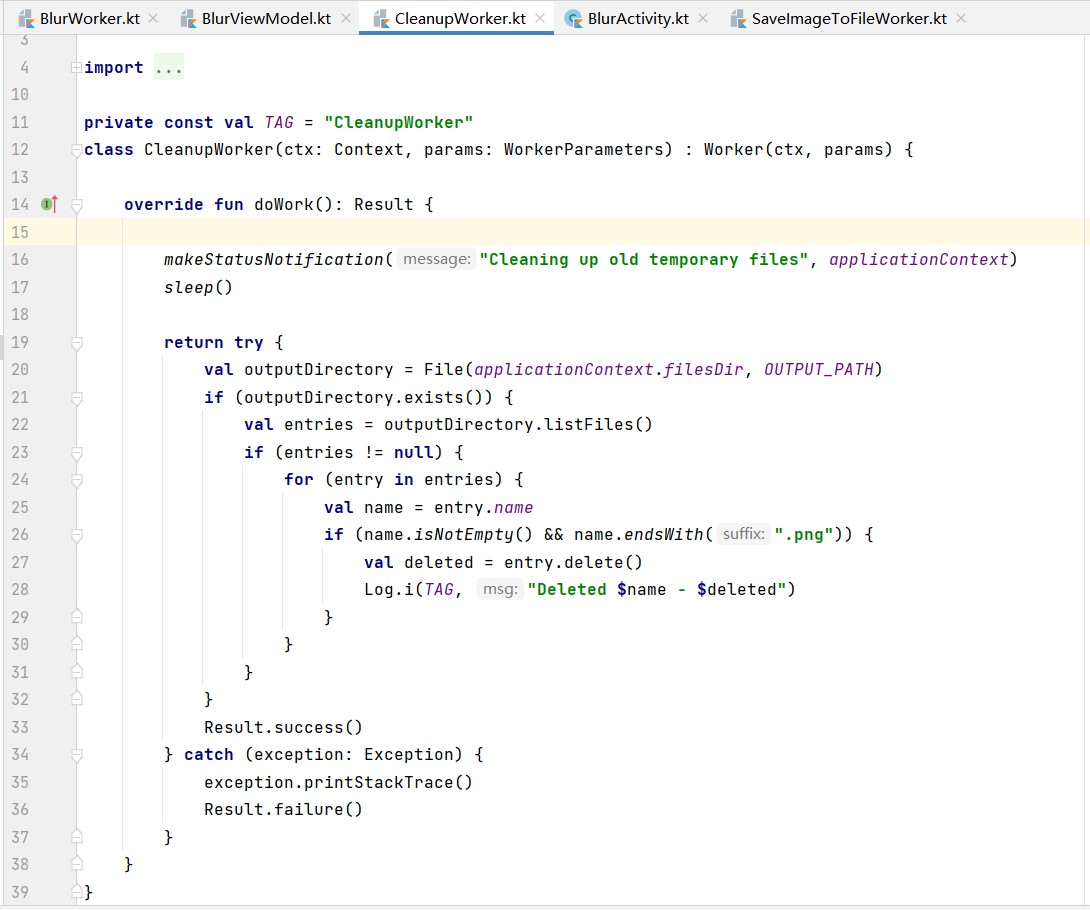 BlurWorker.kt × BlurViewModel.kt × CleanupWorker.kt × BlurActivity.kt × SaveImageToFileWorker.kt ×
3
4 import ...
10
11 private const val TAG = "CleanupWorker"
12 class CleanupWorker(ctx: Context, params: WorkerParameters) : Worker(ctx, params) {
13
14     override fun doWork(): Result {
15
16         makeStatusNotification( message: "Cleaning up old temporary files", applicationContext)
17         sleep()
18
19         return try {
20             val outputDirectory = File(applicationContext.filesDir, OUTPUT_PATH)
21             if (outputDirectory.exists()) {
22                 val entries = outputDirectory.listFiles()
23                 if (entries != null) {
24                     for (entry in entries) {
25                         val name = entry.name
26                         if (name.isNotEmpty() && name.endsWith( suffix: ".png")) {
27                             val deleted = entry.delete()
28                             Log.i(TAG, msg: "Deleted $name - $deleted")
29                         }
30                     }
31                 }
32             }
33             Result.success()
34         } catch (exception: Exception) {
35             exception.printStackTrace()
36             Result.failure()
37         }
38     }
39 }